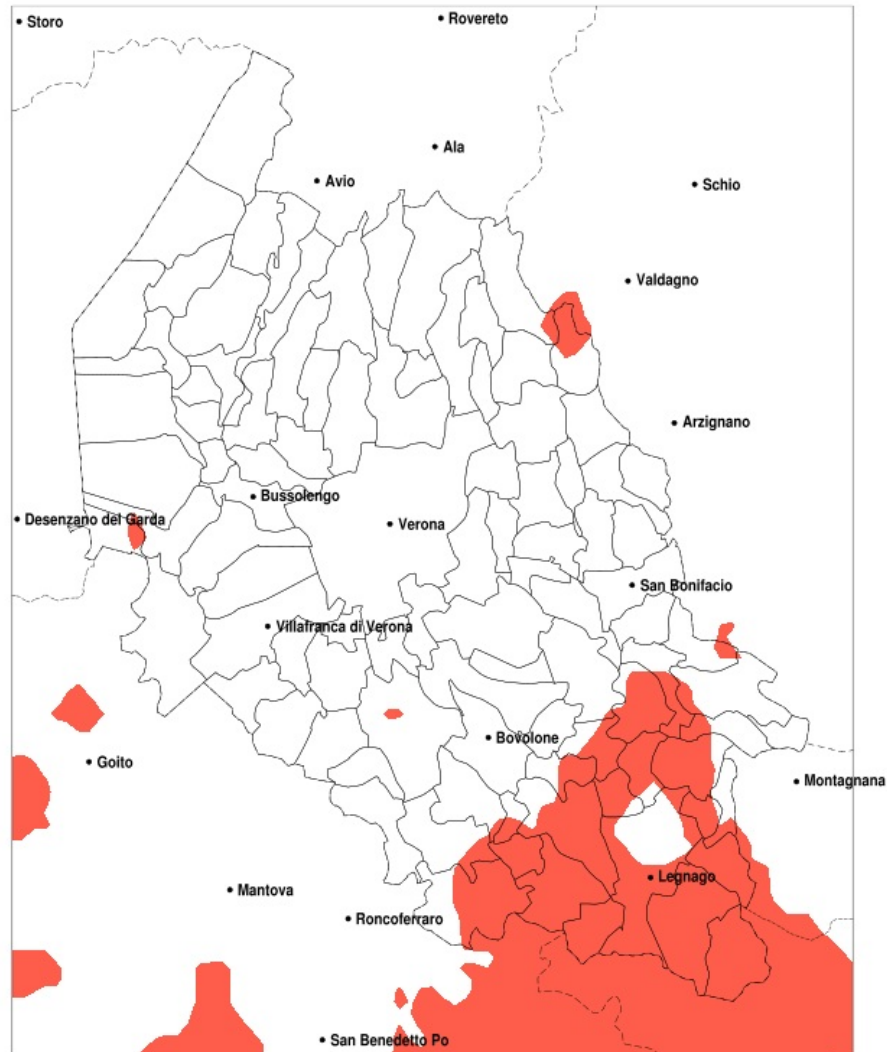 Storo
Rovereto
Ala
Avio
Schio
Valdagno
Arzignano
Bussolengo
Desenzano del Garda
Verona
San Bonifacio
Villafranca di Verona
Bovolone
Goito
Montagnana
Legnago
Mantova
Roncoferraro
San Benedetto Po